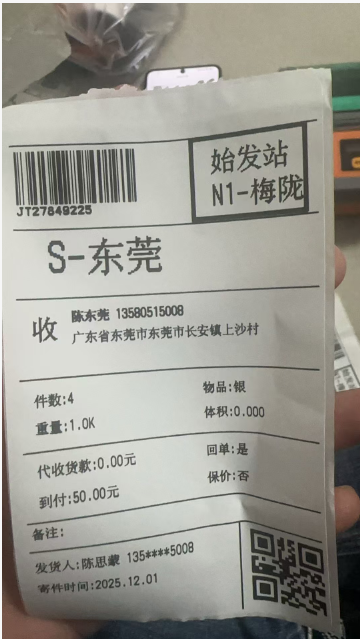 始发站
N1-梅陇
JT27849225
S-东莞
收
陈东莞 13580515008
广东省东莞市东莞市长安镇上沙村
件数:4
物品:银
重量:1.0K
体积:0.000
代收货款:0.00元
回单:是
到付:50.00元
保价:否
备注:
发货人:陈思蒙 135****5008
寄件时间:2025.12.01